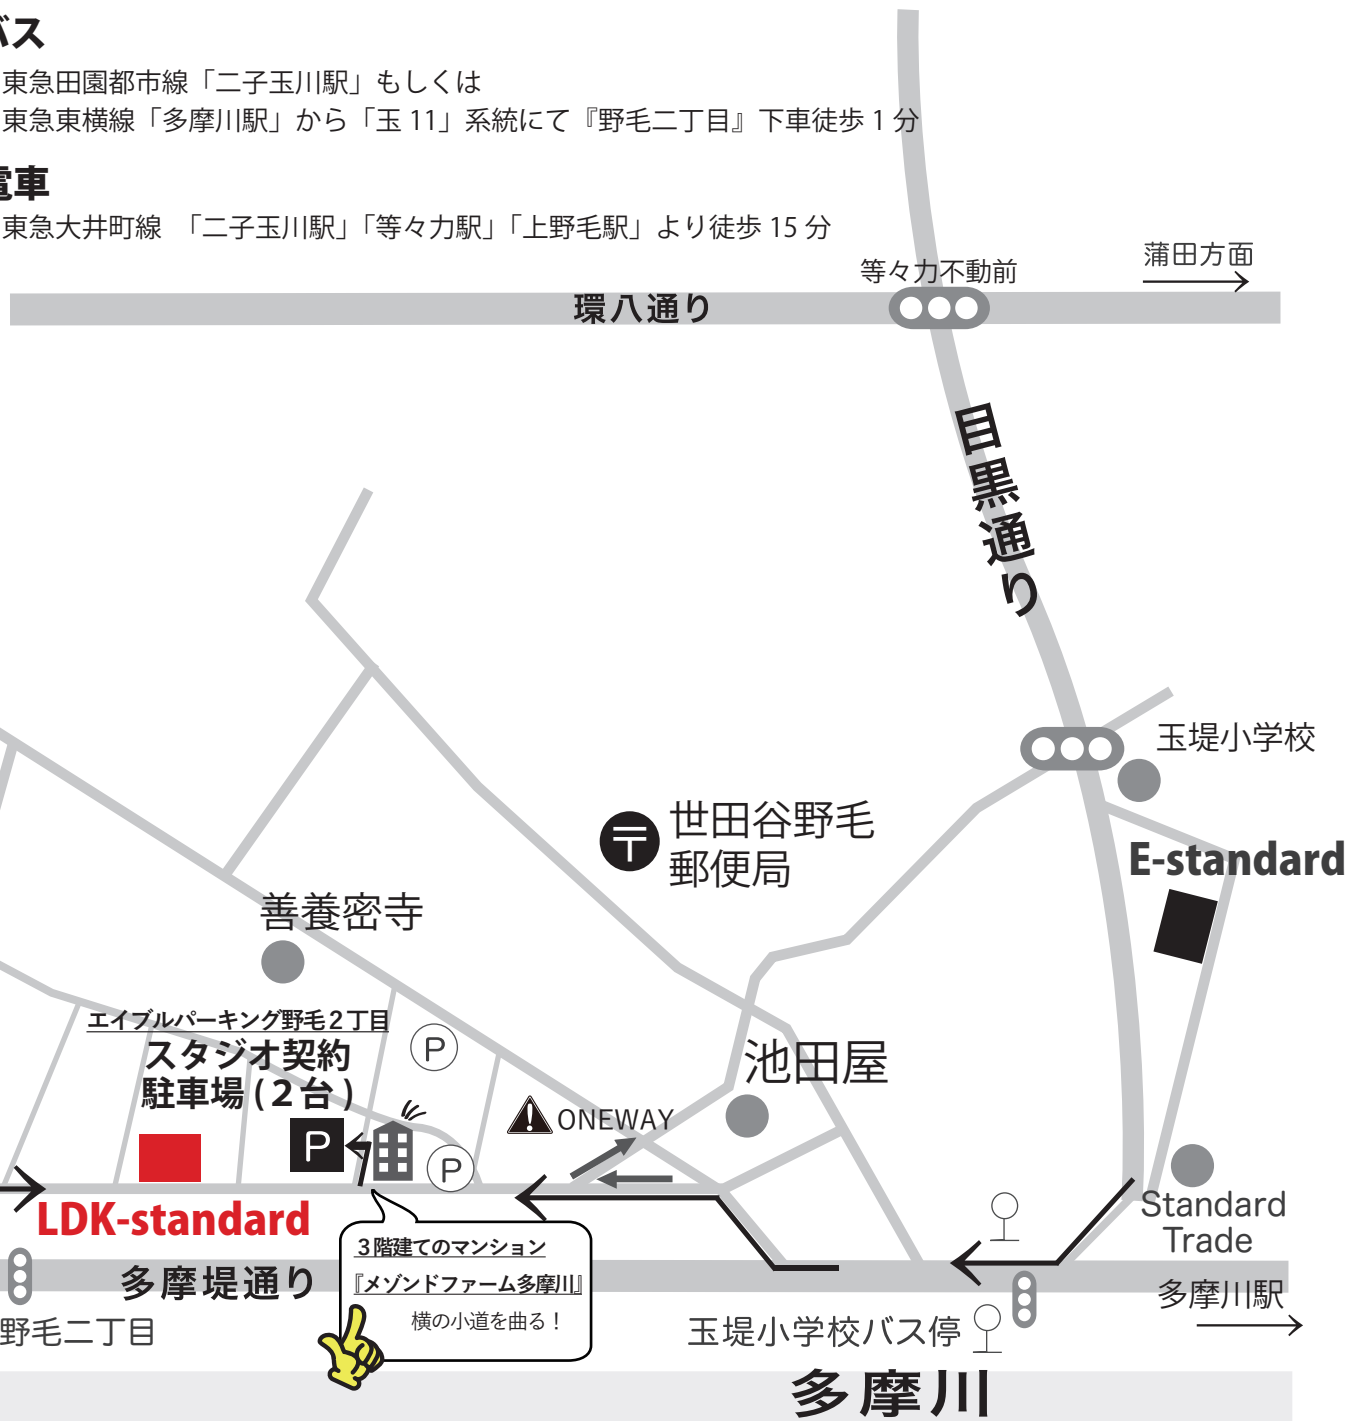 バス
東急田園都市線「二子玉川駅」もしくは
東急東横線「多摩川駅」から「玉 11」系統にて『野毛二丁目』下車徒歩 1 分
電車
東急大井町線 「二子玉川駅」「等々力駅」「上野毛駅」より徒歩 15 分
蒲田方面
等々力不動前
環八通り
目黒通り
玉堤小学校
世田谷野毛
郵便局
E-standard
善養密寺
エイブルパーキング野毛2丁目
スタジオ契約
駐車場(2台)
P
池田屋
ONEWAY
P
P
LDK-standard
Standard
Trade
3階建てのマンション
『メゾンドファーム多摩川』
横の小道を曲る!
多摩堤通り
多摩川駅
野毛二丁目
玉堤小学校バス停
多摩川